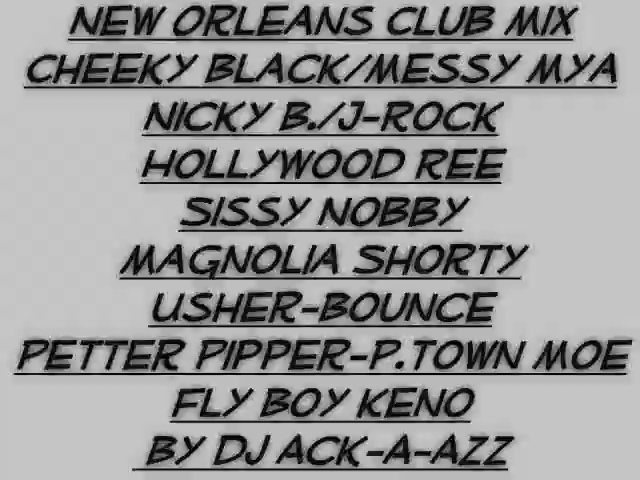 NEW ORLEANS CLUB MIX
CHEEKY BLACK/MESSY MYA
NICKY B./J-ROCK
HOLLYWOOD REE
SISSY NOBBY
MAGNOLIA SHORTY
USHER-BOUNCE
PETTER PIPPER-P.TOWN MOE
FLY BOY KENO
BY DJ ACK-A-AZZ